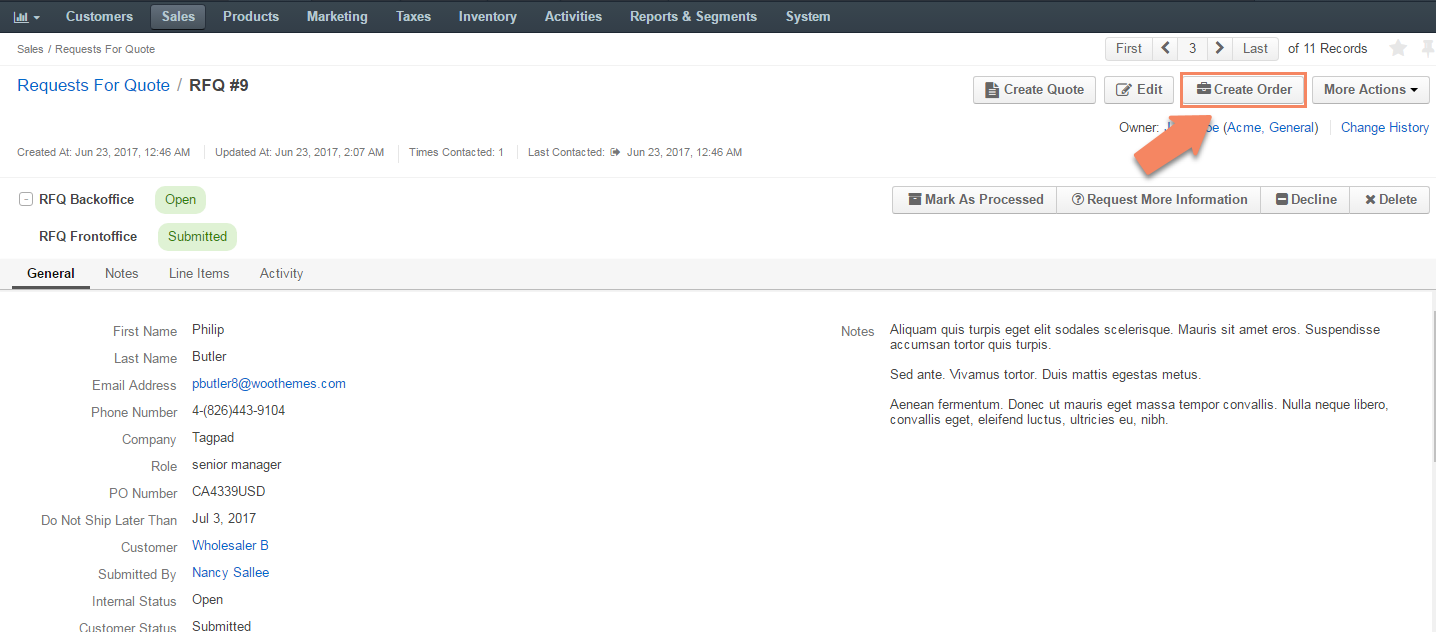 Customers Sales Products Marketing Taxes Inventory Activities Reports & Segments System
Sales / Requests For Quote
First 3 Last of 11 Records
Requests For Quote / RFQ #9
Create Quote Edit Create Order More Actions
Owner: (Acme, General) Change History
Created At: Jun 23, 2017, 12:46 AM Updated At: Jun 23, 2017, 2:07 AM Times Contacted: 1 Last Contacted: Jun 23, 2017, 12:46 AM
RFQ Backoffice Open
Mark As Processed Request More Information Decline Delete
RFQ Frontoffice Submitted
General Notes Line Items Activity
First Name Philip
Last Name Butler
Email Address pbutler8@woothemes.com
Phone Number 4-(826)443-9104
Company Tagpad
Role senior manager
PO Number CA4339USD
Do Not Ship Later Than Jul 3, 2017
Customer Wholesaler B
Submitted By Nancy Sallee
Internal Status Open
Customer Status Submitted
Notes Aliquam quis turpis eget elit sodales scelerisque. Mauris sit amet eros. Suspendisse
accumsan tortor quis turpis.
Sed ante. Vivamus tortor. Duis mattis egestas metus.
Aenean fermentum. Donec ut mauris eget massa tempor convallis. Nulla neque libero,
convallis eget, eleifend luctus, ultricies eu, nibh.